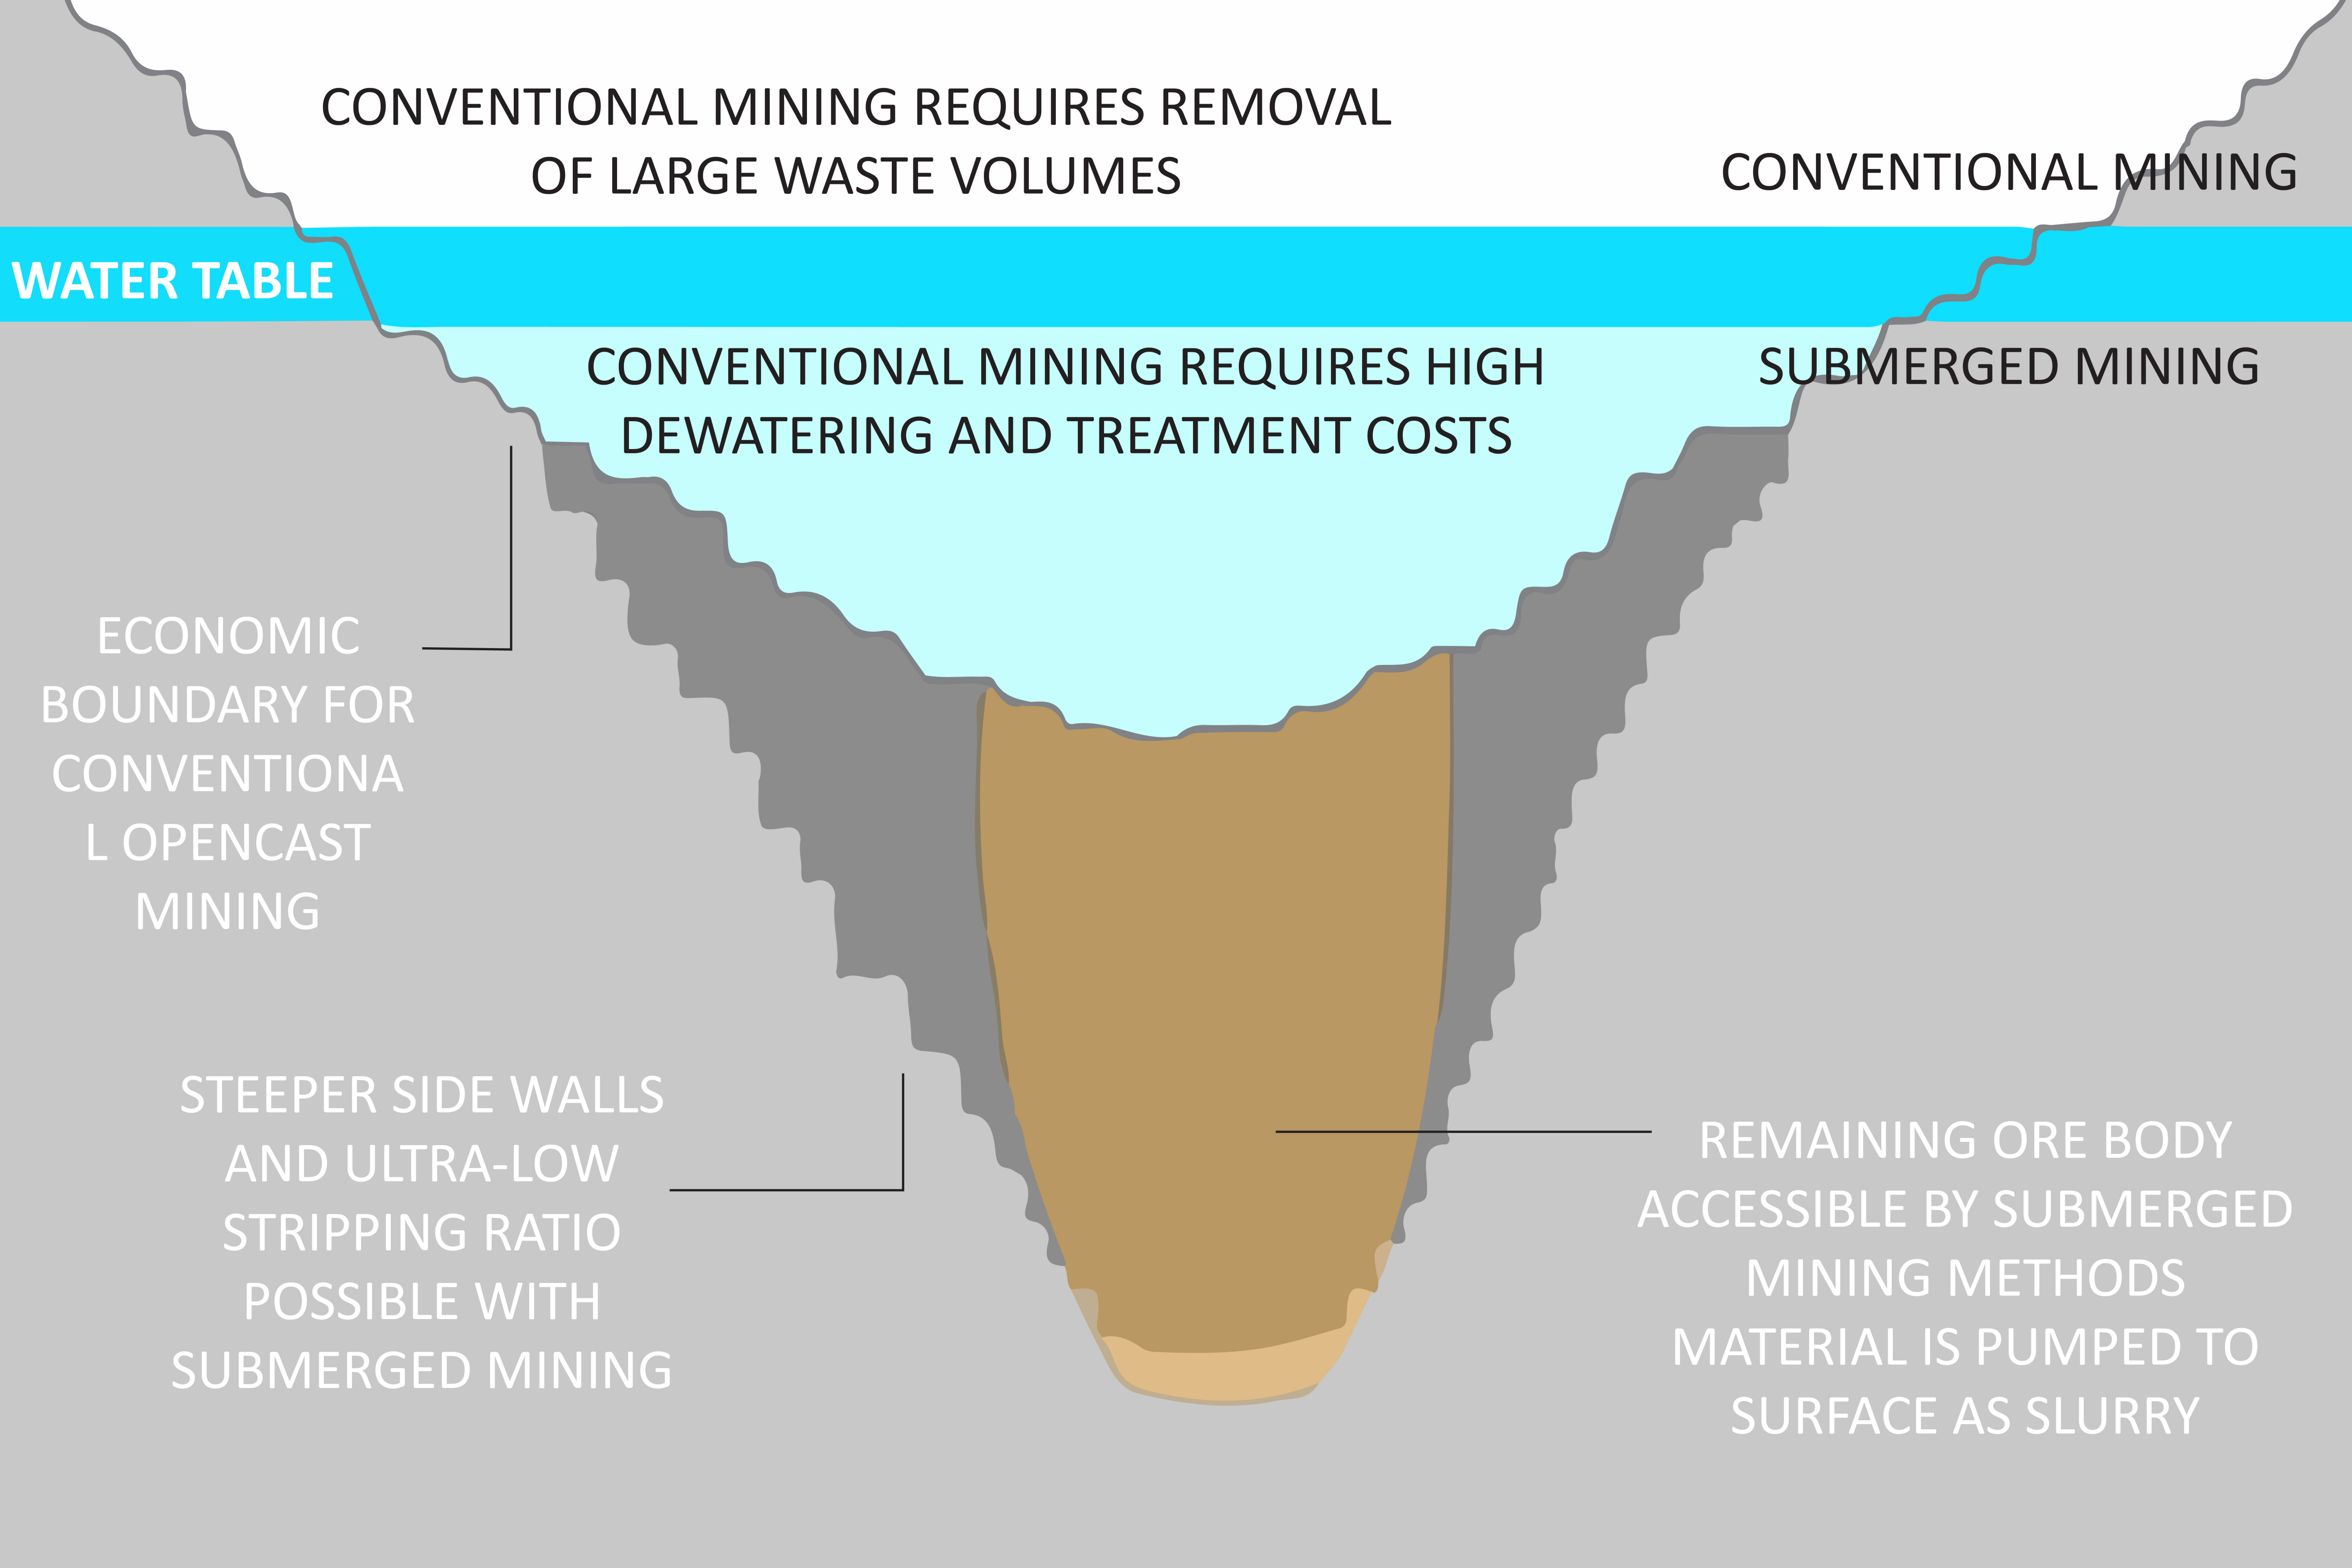 CONVENTIONAL MINING REQUIRES REMOVAL
OF LARGE WASTE VOLUMES
CONVENTIONAL MINING
WATER TABLE
CONVENTIONAL MINING REQUIRES HIGH
DEWATERING AND TREATMENT COSTS
SUBMERGED MINING
ECONOMIC
BOUNDARY FOR
CONVENTIONA
L OPENCAST
MINING
STEEPER SIDE WALLS
AND ULTRA-LOW
STRIPPING RATIO
POSSIBLE WITH
SUBMERGED MINING
REMAINING ORE BODY
ACCESSIBLE BY SUBMERGED
MINING METHODS
MATERIAL IS PUMPED TO
SURFACE AS SLURRY